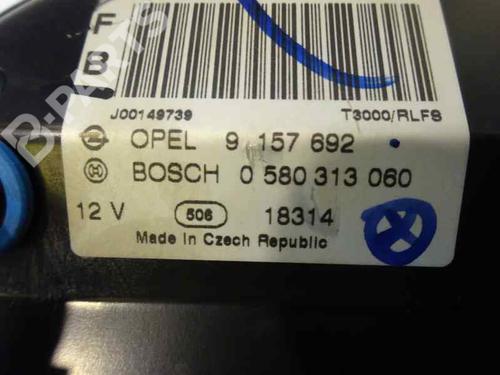 F
B
J00149739 T3000/RLFS
OPEL 9 157 692
BOSCH 0 580 313 060
12 V 506 18314
Made in Czech Republic
B-PARTS